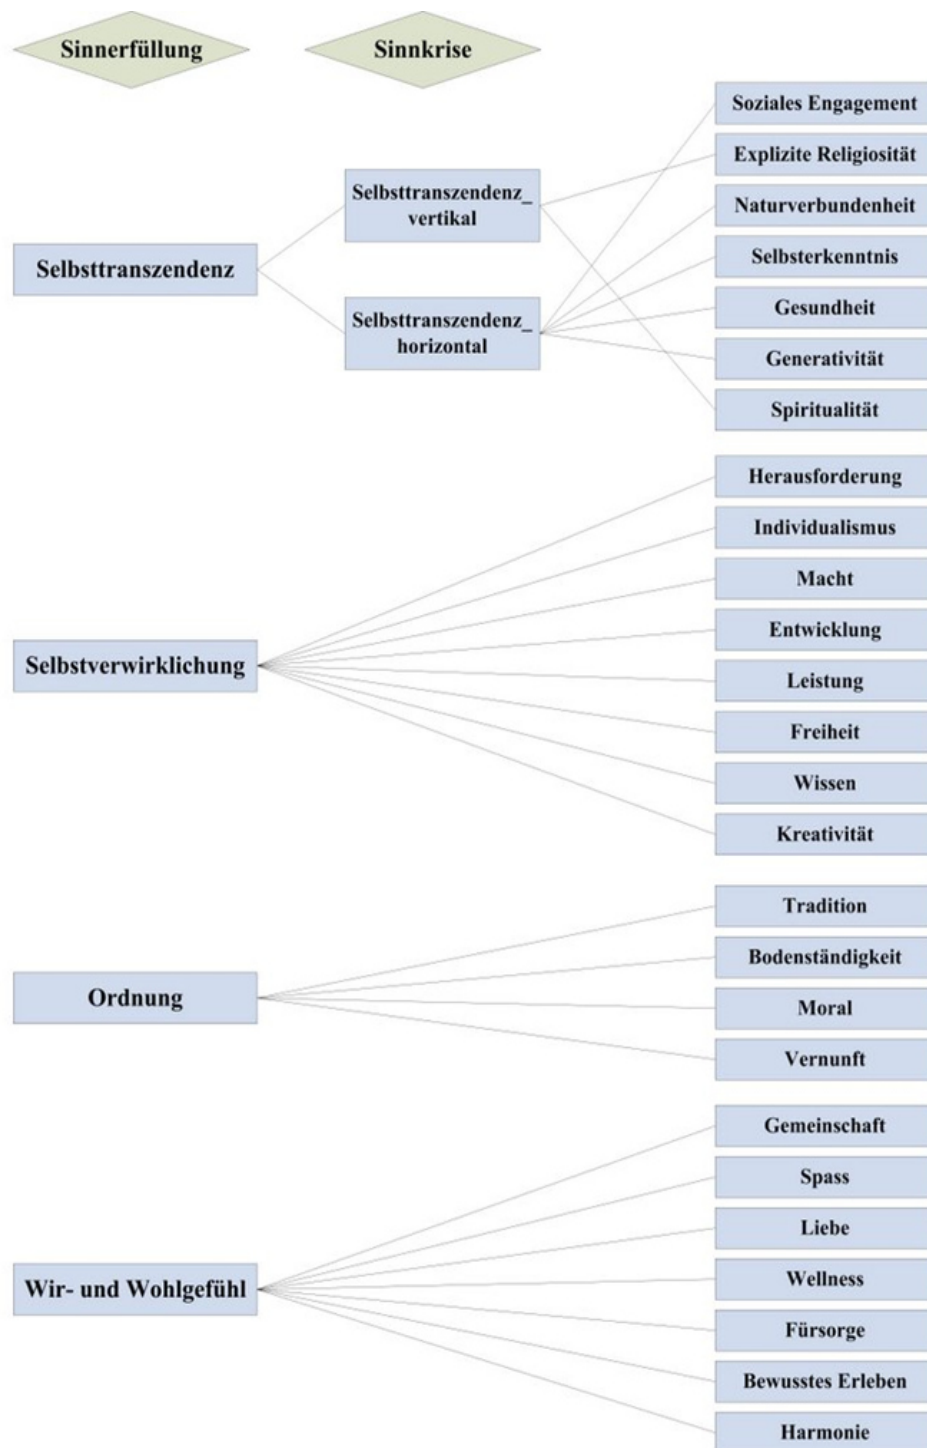 Sinnerfüllung
Sinnkrise
Soziales Engagement
Explizite Religiosität
Selbsttranszendenz_
vertikal
Naturverbundenheit
Selbsttranszendenz
Selbsterkenntnis
Selbsttranszendenz_
horizontal
Gesundheit
Generativität
Spiritualität
Herausforderung
Individualismus
Macht
Entwicklung
Selbstverwirklichung
Leistung
Freiheit
Wissen
Kreativität
Tradition
Bodenständigkeit
Ordnung
Moral
Vernunft
Gemeinschaft
Spass
Liebe
Wir- und Wohlgefühl
Wellness
Fürsorge
Bewusstes Erleben
Harmonie